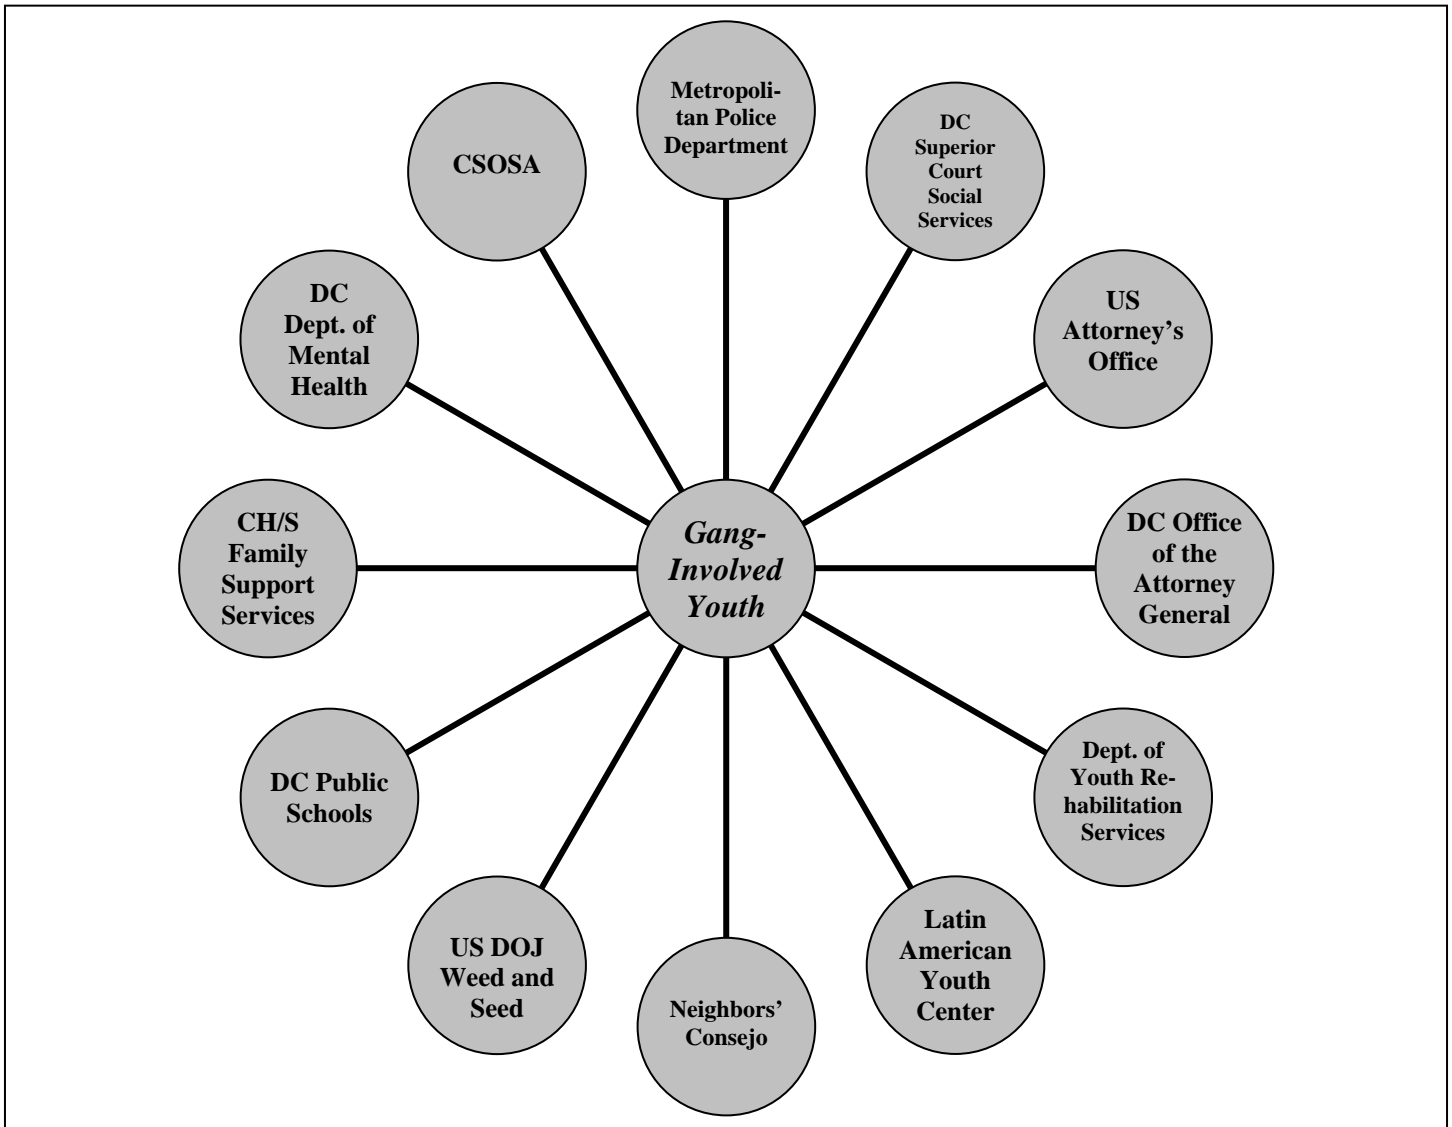 Metropoli-
tan Police
Department
DC
Superior
Court
Social
Services
US
Attorney’s
Office
DC Office
of the
Attorney
General
Dept. of
Youth Re-
habilitation
Services
Latin
American
Youth
Center
Neighbors’
Consejo
US DOJ
Weed and
Seed
DC Public
Schools
CH/S
Family
Support
Services
DC
Dept. of
Mental
Health
CSOSA
Gang-
Involved
Youth